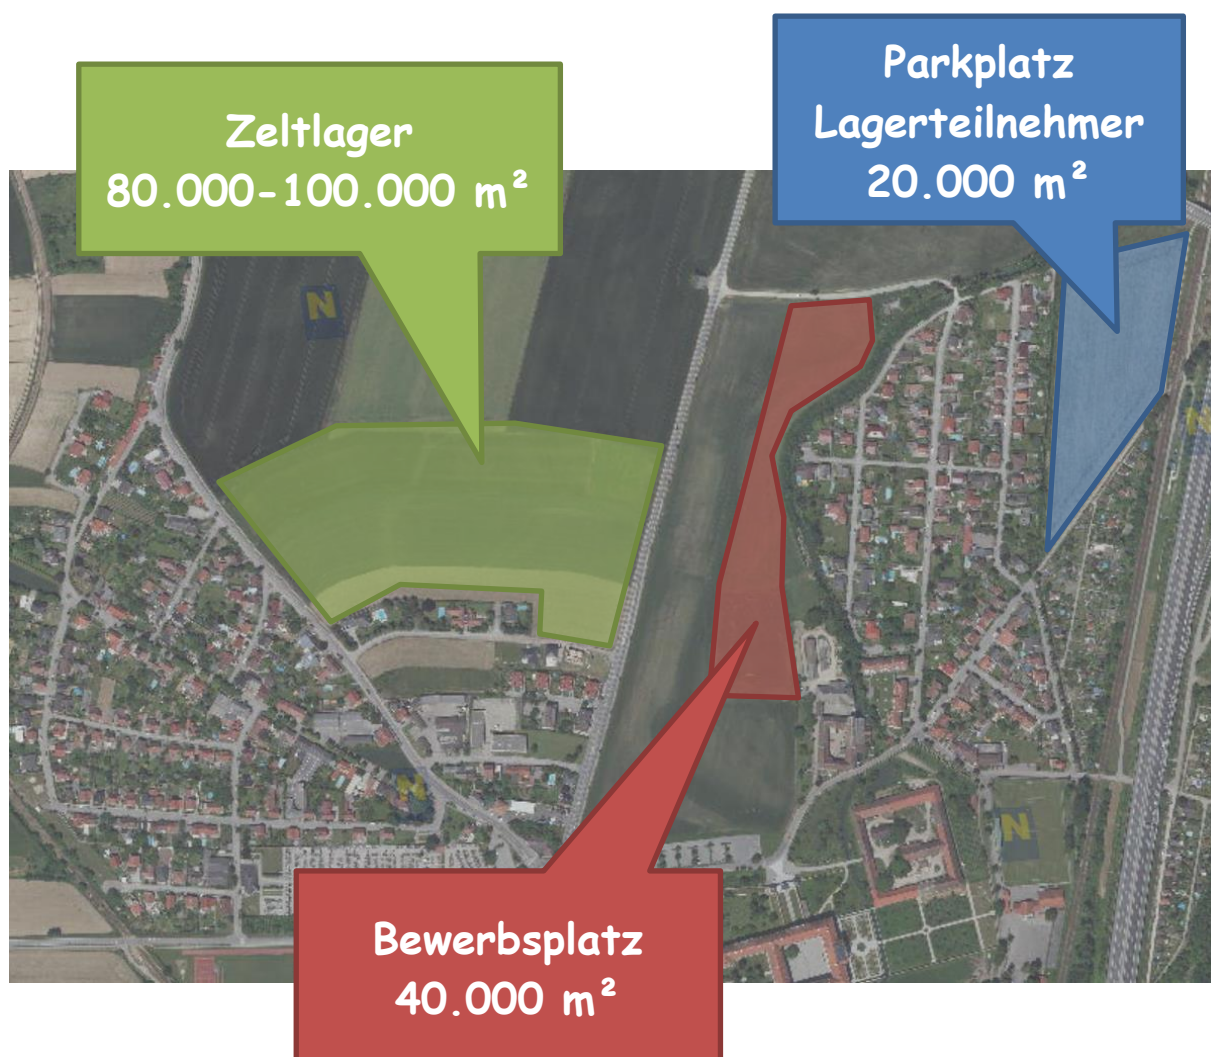 Parkplatz
Lagerteilnehmer
20.000 m²
Zeltlager
80.000-100.000 m²
N
N
N
N
Bewerbsplatz
40.000 m²